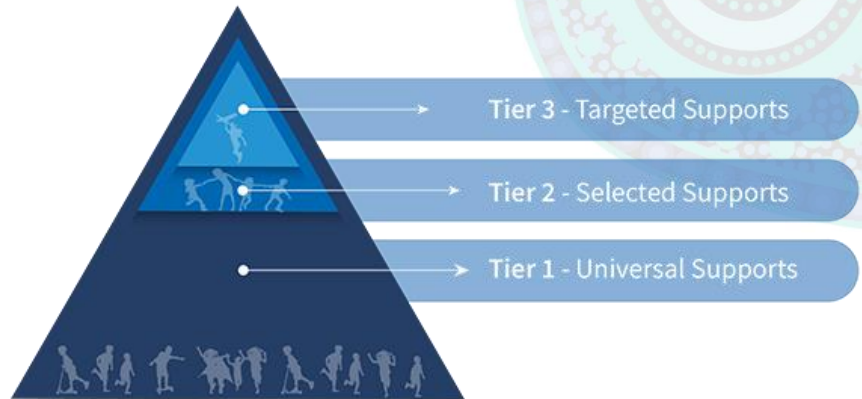 Tier 3 - Targeted Supports
Tier 2 - Selected Supports
Tier 1 - Universal Supports